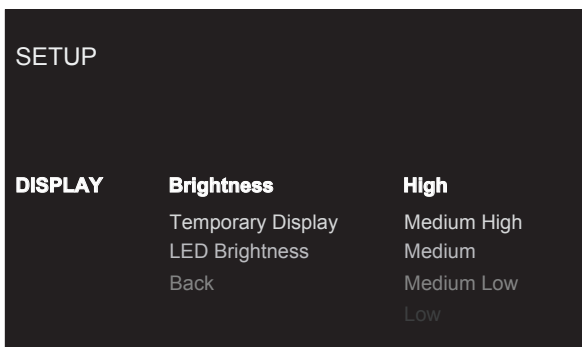 SETUP
DISPLAY Brightness High
Temporary Display Medium High
LED Brightness Medium
Back Medium Low
Low